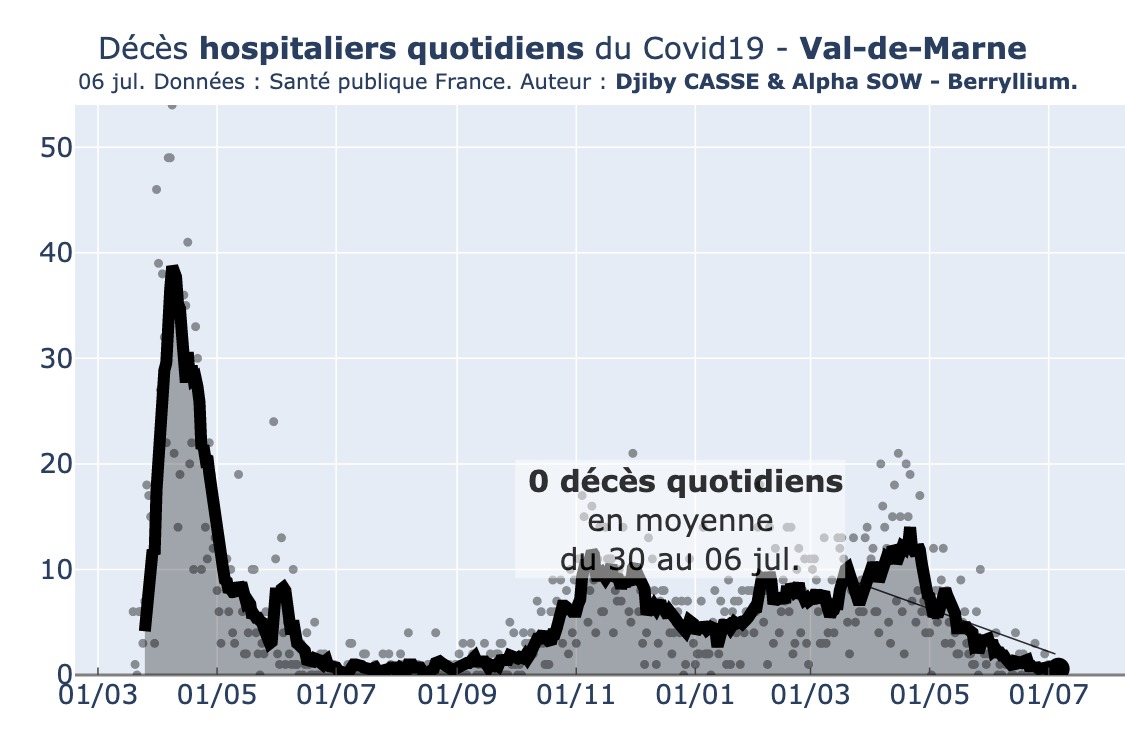 Décès hospitaliers quotidiens du Covid19 - Val-de-Marne
06 jul. Données : Santé publique France. Auteur : Djiby CASSE & Alpha SOW - Berryllium.
50
40
30
20
10
0
0 décès quotidiens
en moyenne
du 30 au 06 jul.
01/03 01/05 01/07 01/09 01/11 01/01 01/03 01/05 01/07